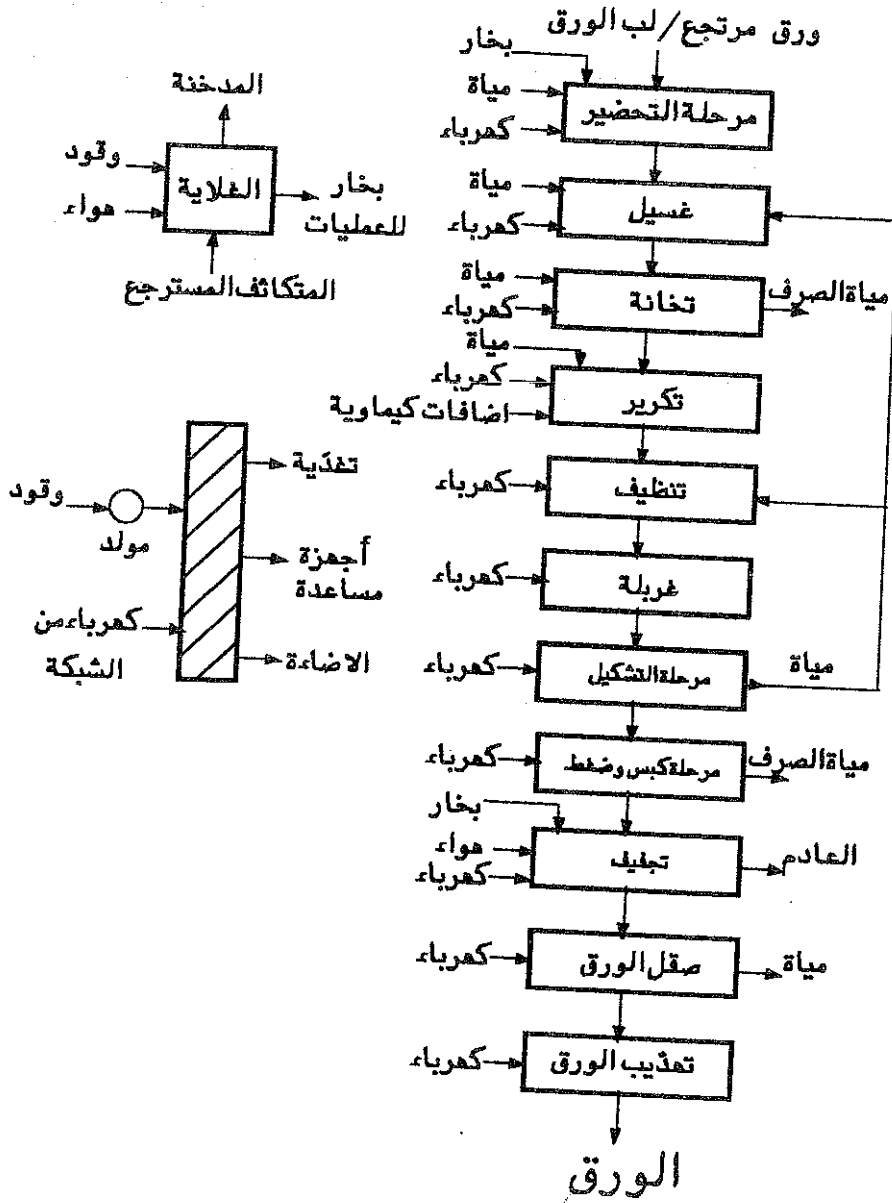 ورق مرتجع/لب الورق
بخار
مياة
كهرباء
مرحلة التحضير
مياة
كهرباء
غسيل
مياة
كهرباء
تخانة
مياة الصرف
مياة
كهرباء
اضافات كيماوية
تكرير
كهرباء
تنظيف
كهرباء
غربلة
كهرباء
مرحلة التشكيل
مياة
كهرباء
مرحلة كبس وضغط
مياة الصرف
بخار
هواء
كهرباء
تجفيف
العادم
كهرباء
صقل الورق
مياة
كهرباء
تهذيب الورق
الورق
المدخنة
وقود
هواء
الغلاية
بخار
للعمليات
المتكاثف المسترجع
وقود
مولد
كهرباء من
الشبكة
تغذية
أجهزة
مساعدة
الاضاءة